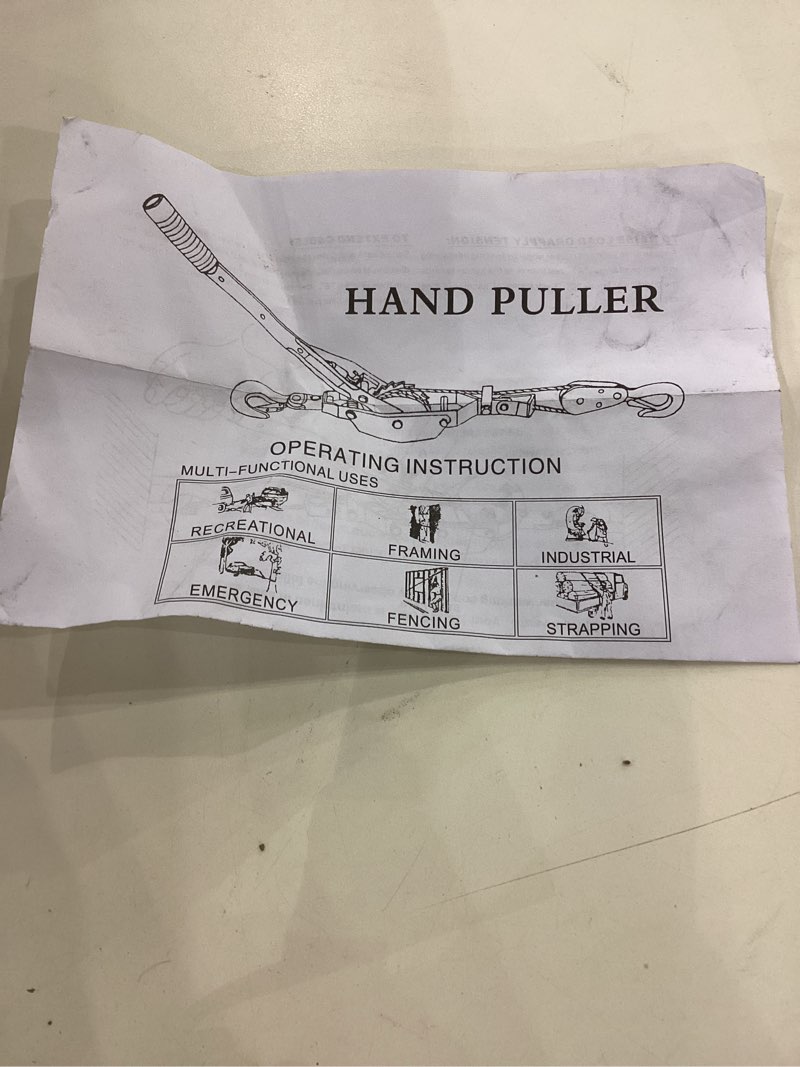 HAND PULLER
OPERATING INSTRUCTION
MULTI-FUNCTIONAL USES
RECREATIONAL
FRAMING
INDUSTRIAL
EMERGENCY
FENCING
STRAPPING